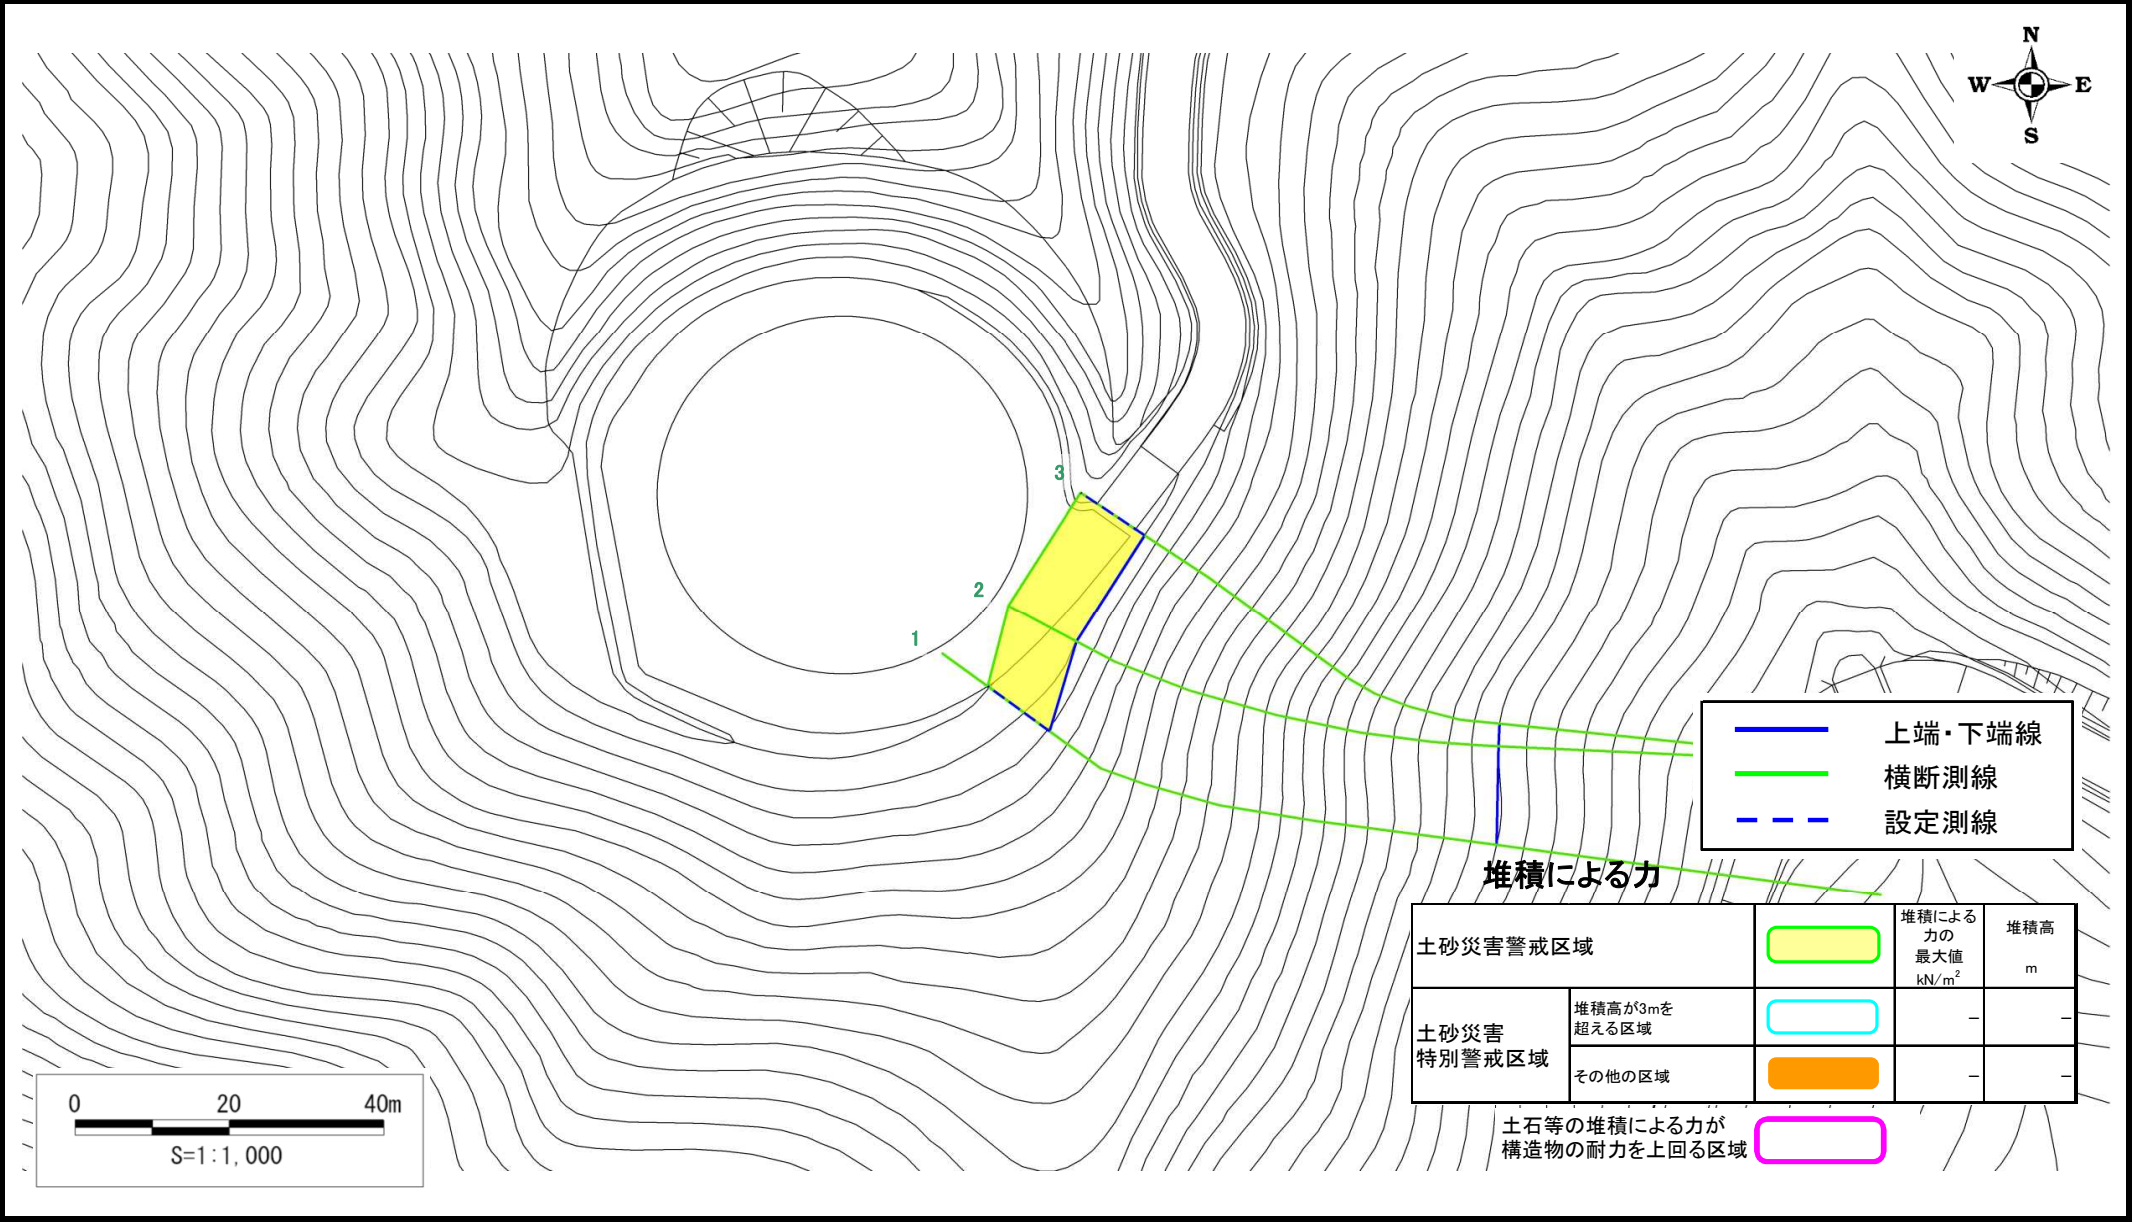 N
W E
S
3
2
1
上端・下端線
横断測線
設定測線
堆積による力
土砂災害警戒区域
堆積による
力の
最大値
kN/m²
堆積高
m
土砂災害
特別警戒区域
堆積高が3mを
超える区域
－ －
その他の区域
－ －
土石等の堆積による力が
構造物の耐力を上回る区域
0 20 40m
S=1:1,000